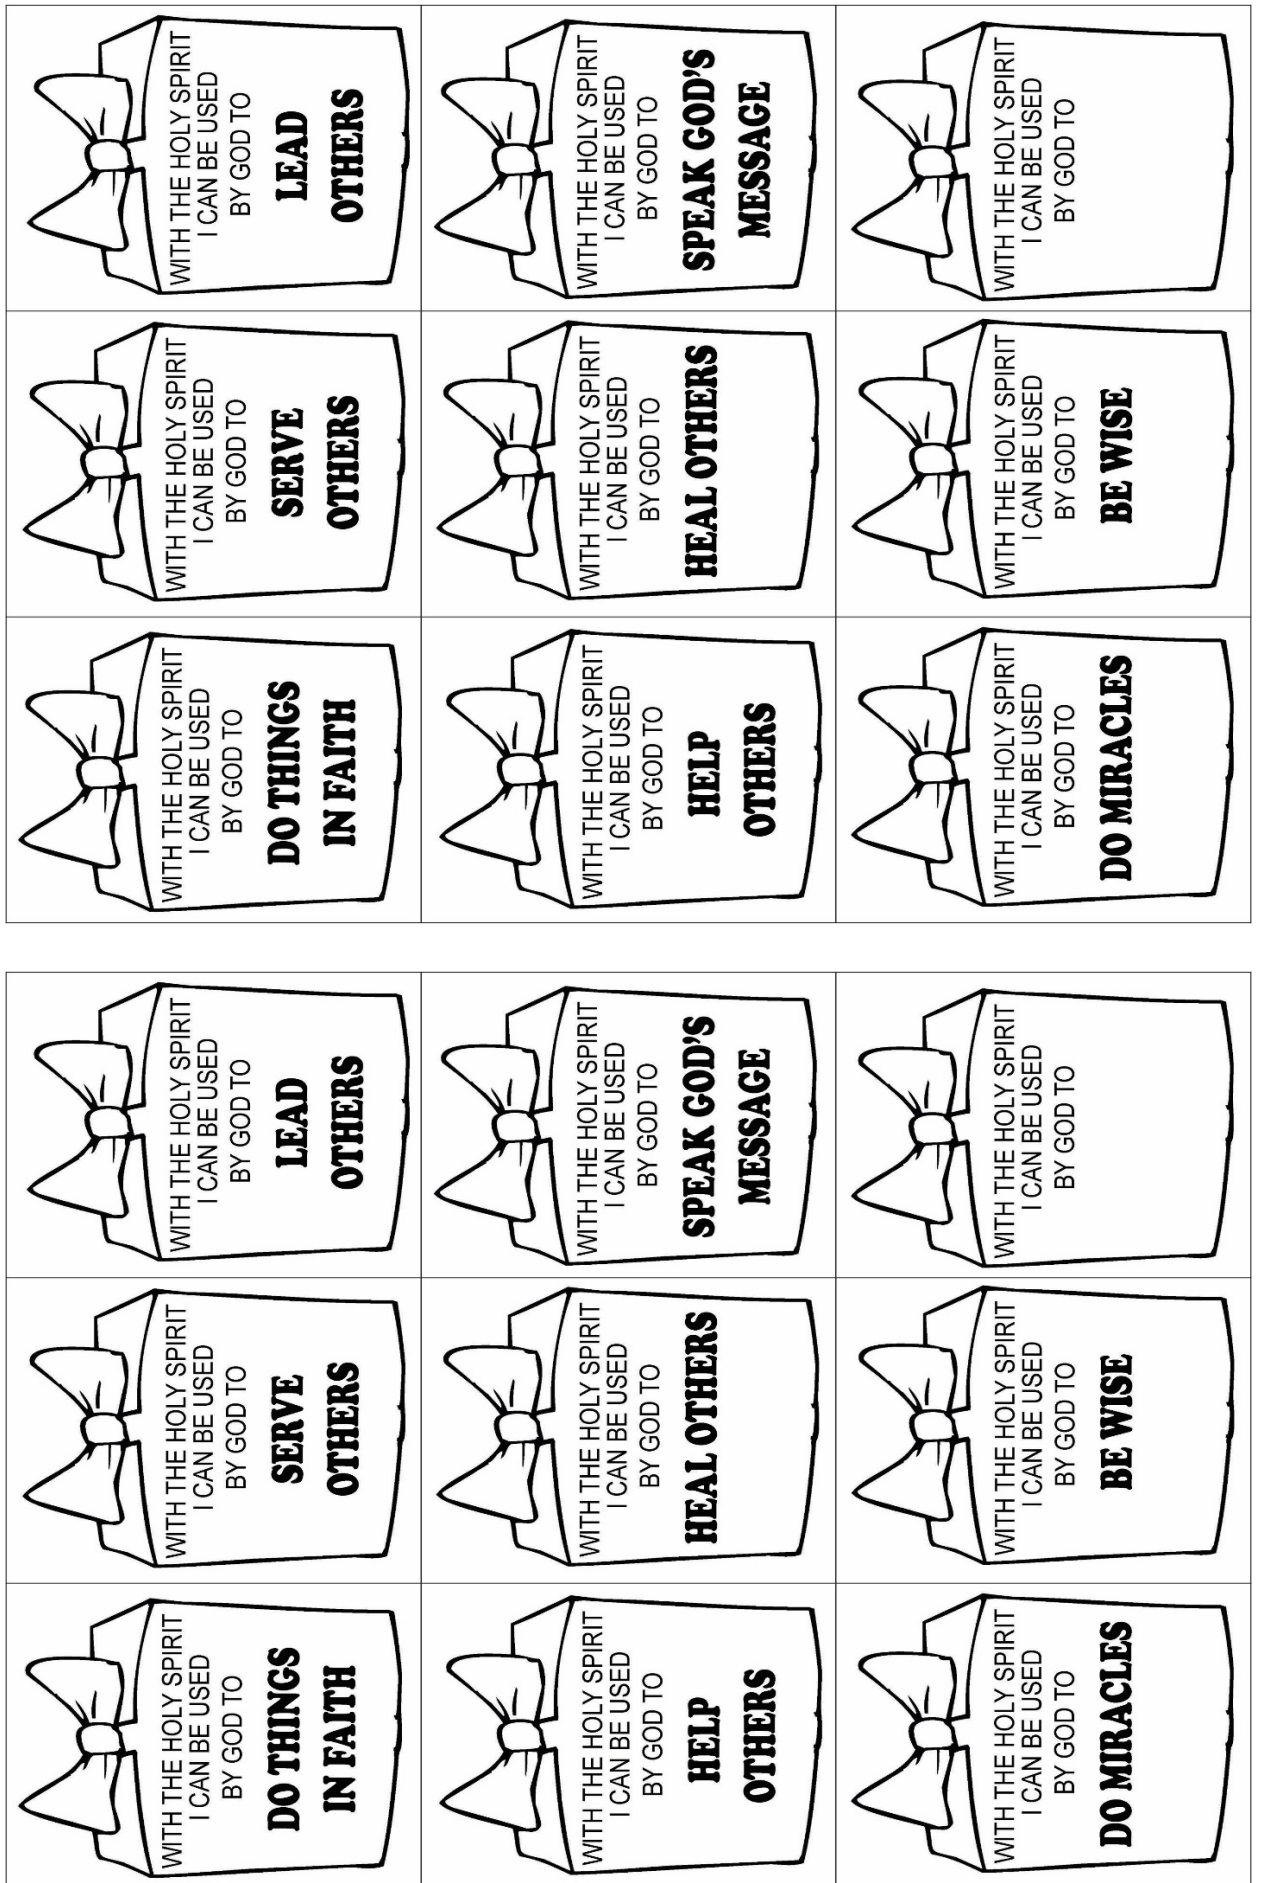 WITH THE HOLY SPIRIT
I CAN BE USED
BY GOD TO
DO THINGS
IN FAITH
WITH THE HOLY SPIRIT
I CAN BE USED
BY GOD TO
SERVE
OTHERS
WITH THE HOLY SPIRIT
I CAN BE USED
BY GOD TO
LEAD
OTHERS
WITH THE HOLY SPIRIT
I CAN BE USED
BY GOD TO
HELP
OTHERS
WITH THE HOLY SPIRIT
I CAN BE USED
BY GOD TO
HEAL OTHERS
WITH THE HOLY SPIRIT
I CAN BE USED
BY GOD TO
SPEAK GOD'S
MESSAGE
WITH THE HOLY SPIRIT
I CAN BE USED
BY GOD TO
DO MIRACLES
WITH THE HOLY SPIRIT
I CAN BE USED
BY GOD TO
BE WISE
WITH THE HOLY SPIRIT
I CAN BE USED
BY GOD TO
WITH THE HOLY SPIRIT
I CAN BE USED
BY GOD TO
DO THINGS
IN FAITH
WITH THE HOLY SPIRIT
I CAN BE USED
BY GOD TO
SERVE
OTHERS
WITH THE HOLY SPIRIT
I CAN BE USED
BY GOD TO
LEAD
OTHERS
WITH THE HOLY SPIRIT
I CAN BE USED
BY GOD TO
HELP
OTHERS
WITH THE HOLY SPIRIT
I CAN BE USED
BY GOD TO
HEAL OTHERS
WITH THE HOLY SPIRIT
I CAN BE USED
BY GOD TO
SPEAK GOD'S
MESSAGE
WITH THE HOLY SPIRIT
I CAN BE USED
BY GOD TO
DO MIRACLES
WITH THE HOLY SPIRIT
I CAN BE USED
BY GOD TO
BE WISE
WITH THE HOLY SPIRIT
I CAN BE USED
BY GOD TO